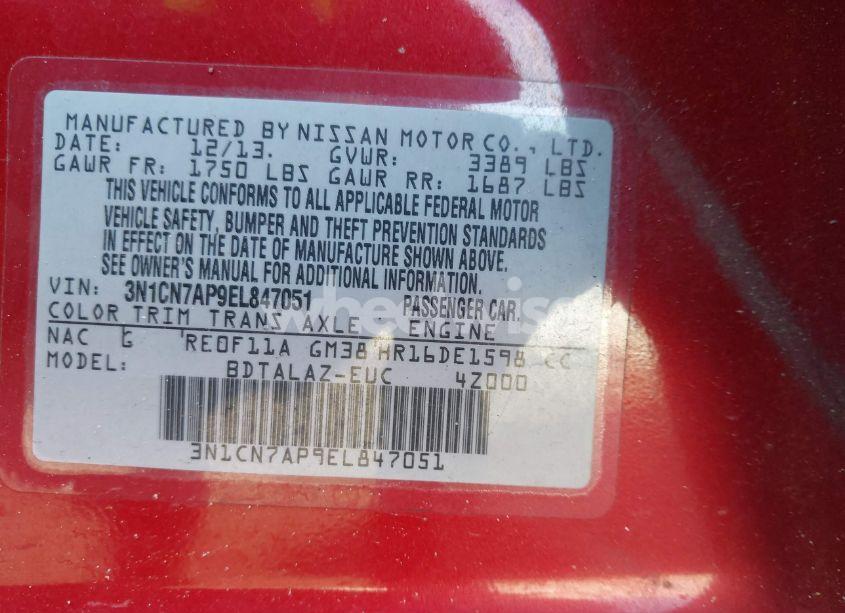 MANUFACTURED BY NISSAN MOTOR CO., LTD.
DATE: 12/13. GVWR: 3389 LBS
GAWR FR: 1750 LBS GAWR RR: 1687 LBS
THIS VEHICLE CONFORMS TO ALL APPLICABLE FEDERAL MOTOR
VEHICLE SAFETY, BUMPER AND THEFT PREVENTION STANDARDS
IN EFFECT ON THE DATE OF MANUFACTURE SHOWN ABOVE.
SEE OWNER'S MANUAL FOR ADDITIONAL INFORMATION.
VIN: 3N1CN7AP9EL847051 PASSENGER CAR.
COLOR TRIM TRANS AXLE ENGINE
NAC G RE0F11A GM38 HR16DE1598 CC
MODEL: BDTALAZ-EUC 4Z000
3N1CN7AP9EL847051